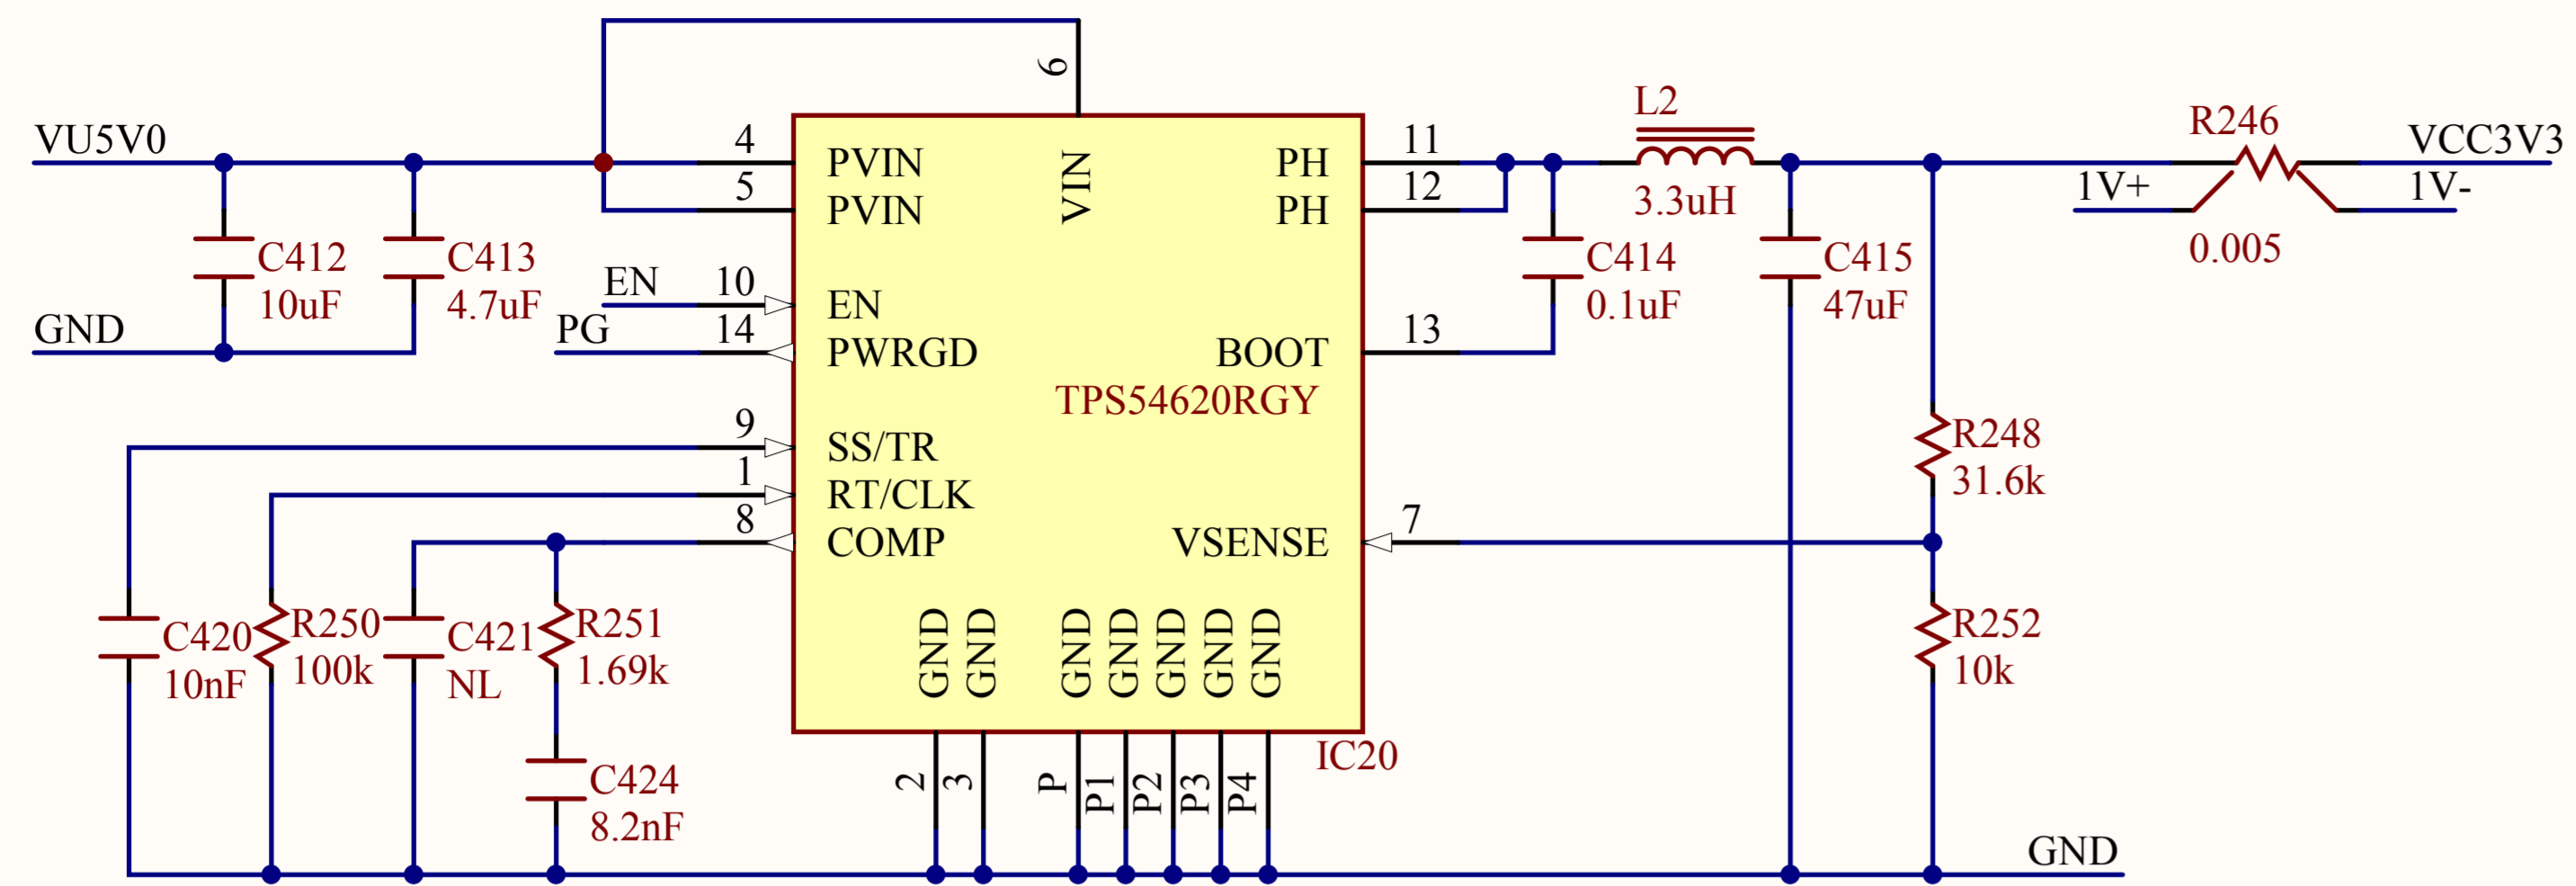 6
VU5V0
4
PVIN
5
PVIN
VIN
11
PH
12
PH
L2
3.3uH
R246
0.005
VCC3V3
1V+
1V-
C412
10uF
C413
4.7uF
GND
EN
10
EN
PG
14
PWRGD
C414
0.1uF
C415
47uF
13
BOOT
TPS54620RGY
9
SS/TR
1
RT/CLK
8
COMP
7
VSENSE
R248
31.6k
R252
10k
C420
10nF
R250
100k
C421
NL
R251
1.69k
C424
8.2nF
GND
GND
GND
GND
GND
GND
GND
IC20
2
3
P
P1
P2
P3
P4
GND